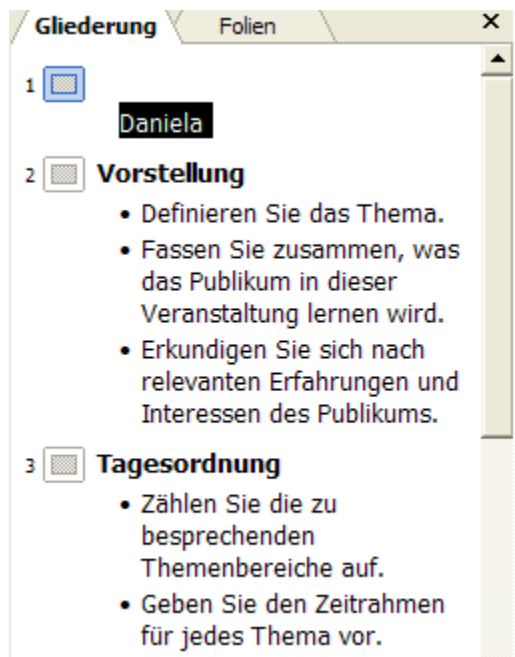 Gliederung Folien ×
1
Daniela
2 Vorstellung
• Definieren Sie das Thema.
• Fassen Sie zusammen, was
das Publikum in dieser
Veranstaltung lernen wird.
• Erkundigen Sie sich nach
relevanten Erfahrungen und
Interessen des Publikums.
3 Tagesordnung
• Zählen Sie die zu
besprechenden
Themenbereiche auf.
• Geben Sie den Zeitrahmen
für jedes Thema vor.